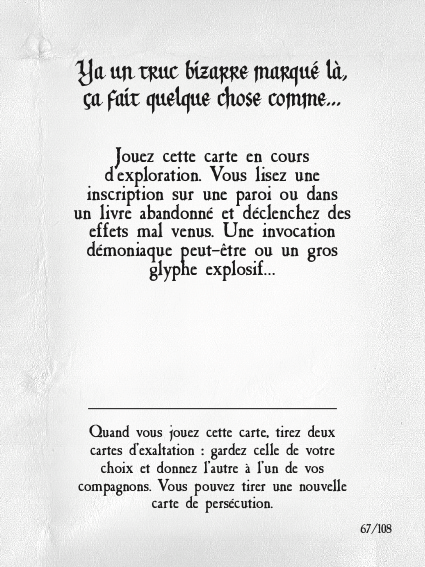 Ya un truc bizarre marqué là,
ça fait quelque chose comme...
Jouez cette carte en cours
d'exploration. Vous lisez une
inscription sur une paroi ou dans
un livre abandonné et déclenchez des
effets mal venus. Une invocation
démoniaque peut-être ou un gros
glyphe explosif...
Quand vous jouez cette carte, tirez deux
cartes d'exaltation : gardez celle de votre
choix et donnez l'autre à l'un de vos
compagnons. Vous pouvez tirer une nouvelle
carte de persécution.
67/108